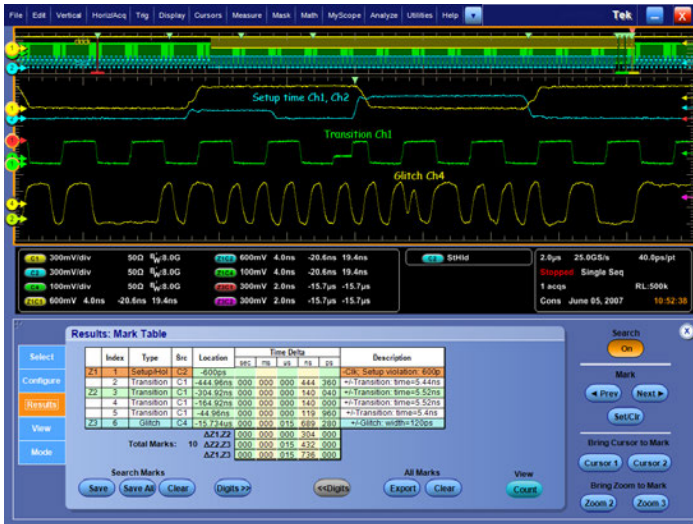 File Edit Vertical Horiz/Acq Trig Display Cursors Measure Mask Math MyScope Analyze Utilities Help Tek
Setup time Ch1, Ch2
Transition Ch1
Glitch Ch4
C1 300mV/div 50Ω BW:8.0G
C2 300mV/div 50Ω BW:8.0G
C4 100mV/div 50Ω BW:8.0G
Z1C1 600mV 4.0ns -20.6ns 19.4ns
Z1C2 600mV 4.0ns -20.6ns 19.4ns
Z1C4 100mV 4.0ns -20.6ns 19.4ns
300mV 2.0ns -15.7µs -15.7µs
300mV 2.0ns -15.7µs -15.7µs
C2 StHld
2.0µs 25.0GS/s 40.0ps/pt
Stopped Single Seq
1 acqs RL:500k
Cons June 05, 2007 10:52:38
Results: Mark Table
Select
Configure
Results
View
Mode
Index Type Src Location Time Delta Description
sec ms µs ns ps
Z1 1 Setup/Hol C2 -600ps -Clk; Setup violation: 600p
2 Transition C1 -444.96ns 000 000 000 444 360 +/-Transition: time=5.44ns
Z2 3 Transition C1 -304.92ns 000 000 000 140 040 +/-Transition: time=5.52ns
4 Transition C1 -164.92ns 000 000 000 140 000 +/-Transition: time=5.52ns
5 Transition C1 -44.96ns 000 000 000 119 960 +/-Transition: time=5.4ns
Z3 6 Glitch C4 -15.734us 000 000 015 689 280 +/-Glitch: width=120ps
Total Marks: 10
ΔZ1,Z2 000 000 000 304 000
ΔZ2,Z3 000 000 015 432 000
ΔZ1,Z3 000 000 015 736 000
Search Marks
Save Save All Clear
Digits >>
<<Digits
All Marks
Export Clear
View
Count
Search
On
Mark
Prev Next
Set/Clr
Bring Cursor to Mark
Cursor 1 Cursor 2
Bring Zoom to Mark
Zoom 2 Zoom 3
X